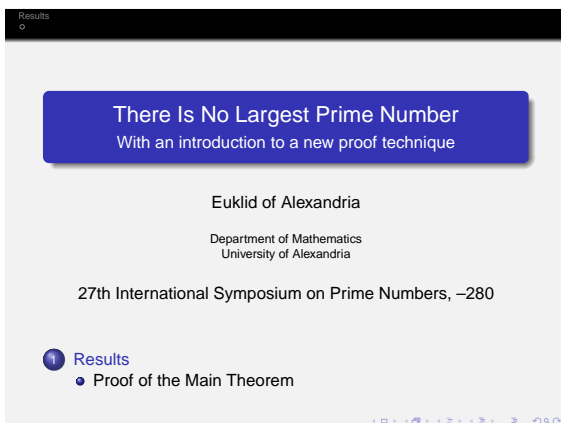 Results
There Is No Largest Prime Number
With an introduction to a new proof technique
Euklid of Alexandria
Department of Mathematics
University of Alexandria
27th International Symposium on Prime Numbers, –280
1 Results
Proof of the Main Theorem